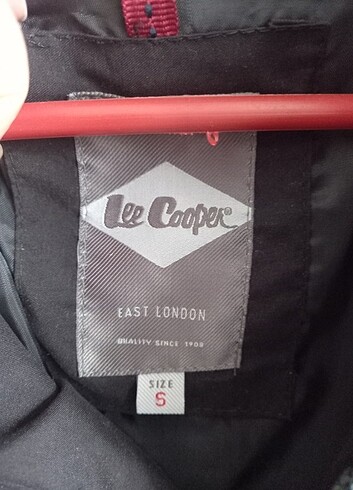 Lee Cooper®
EAST LONDON
QUALITY SINCE 1908
SIZE
S